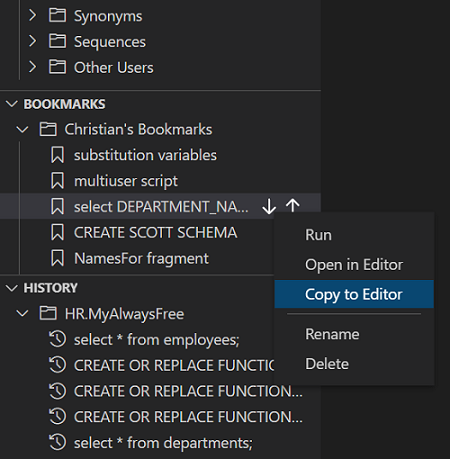 Synonyms
Sequences
Other Users
BOOKMARKS
Christian's Bookmarks
substitution variables
multiuser script
select DEPARTMENT_NA...
CREATE SCOTT SCHEMA
NamesFor fragment
Run
Open in Editor
Copy to Editor
Rename
Delete
HISTORY
HR.MyAlwaysFree
select * from employees;
CREATE OR REPLACE FUNCTIO
CREATE OR REPLACE FUNCTION...
CREATE OR REPLACE FUNCTION...
select * from departments;